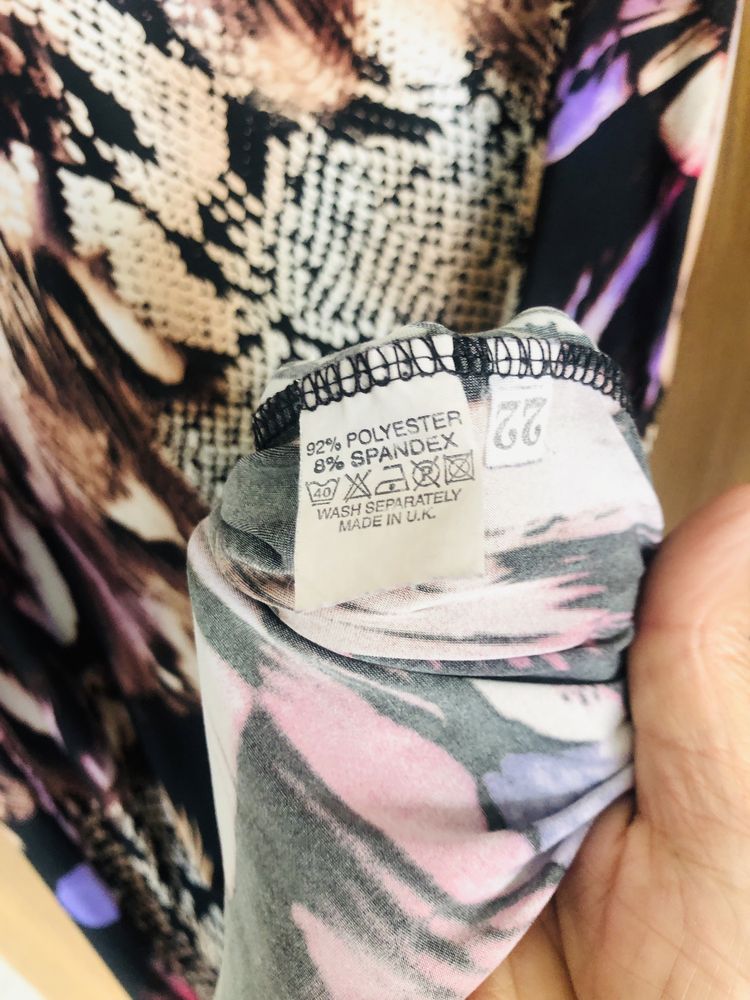 92% POLYESTER
8% SPANDEX
40
WASH SEPARATELY
MADE IN U.K.
22